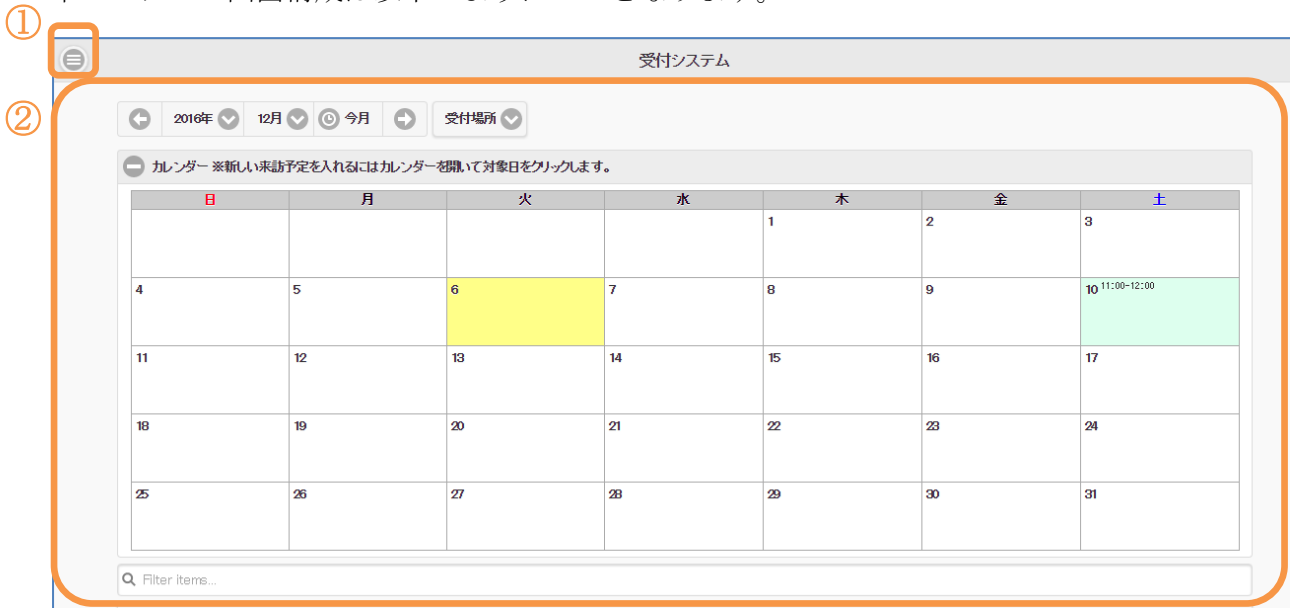 ①
受付システム
②
2016年 12月 今月 受付場所
カレンダー ※新しい来訪予定を入れるにはカレンダーを開いて対象日をクリックします。
日 月 火 水 木 金 土
1 2 3
4 5 6 7 8 9 10 11:00-12:00
11 12 13 14 15 16 17
18 19 20 21 22 23 24
25 26 27 28 29 30 31
Filter items...